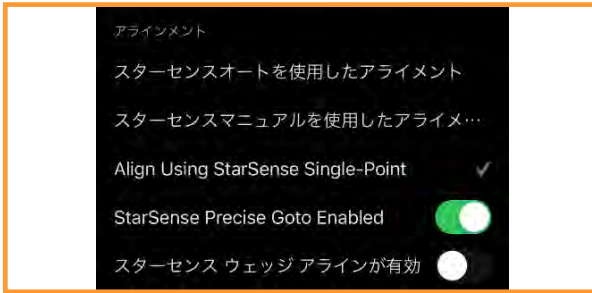 アラインメント
スターセンスオートを使用したアライメント
スターセンスマニュアルを使用したアライメ…
Align Using StarSense Single-Point
StarSense Precise Goto Enabled
スターセンス ウェッジ アラインが有効